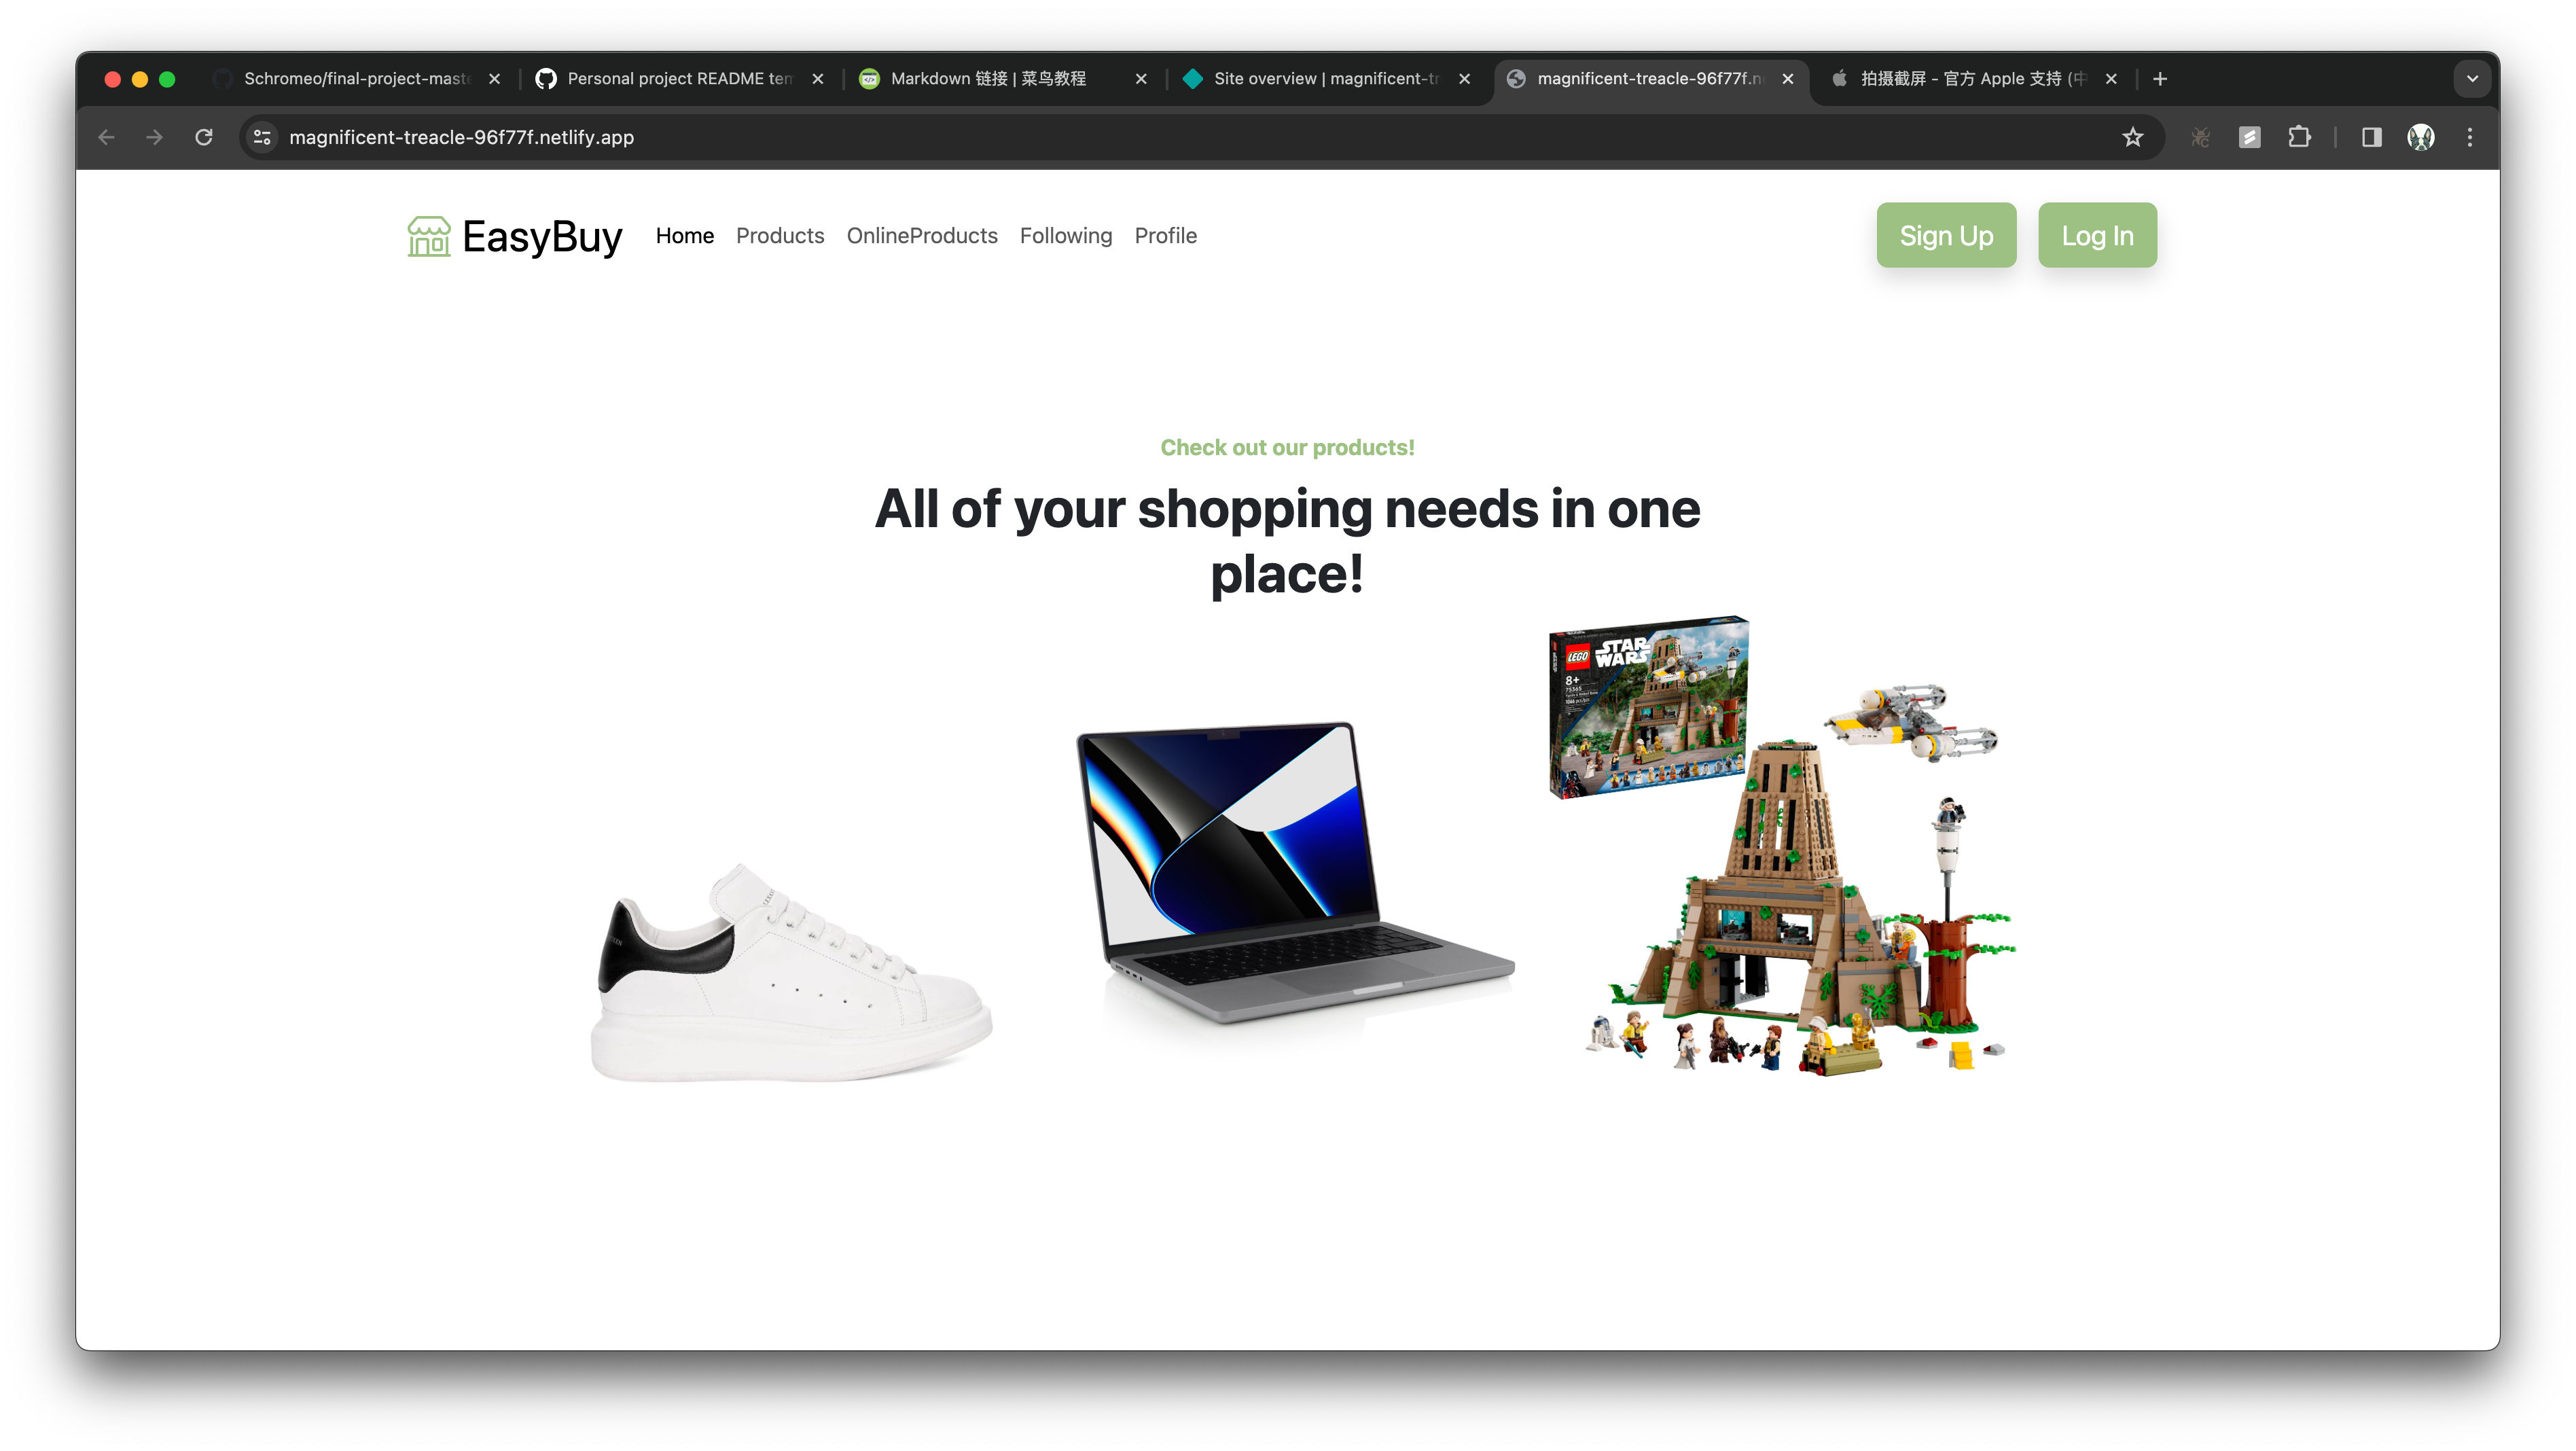 Schromeo/final-project-maste
Personal project README tem
Markdown 链接 | 菜鸟教程
Site overview | magnificent-tr
magnificent-treacle-96f77f.n
拍摄截屏 - 官方 Apple 支持 (中
magnificent-treacle-96f77f.netlify.app
EasyBuy
Home
Products
OnlineProducts
Following
Profile
Sign Up
Log In
Check out our products!
All of your shopping needs in one
place!
LEGO
STAR
WARS
8+
75365